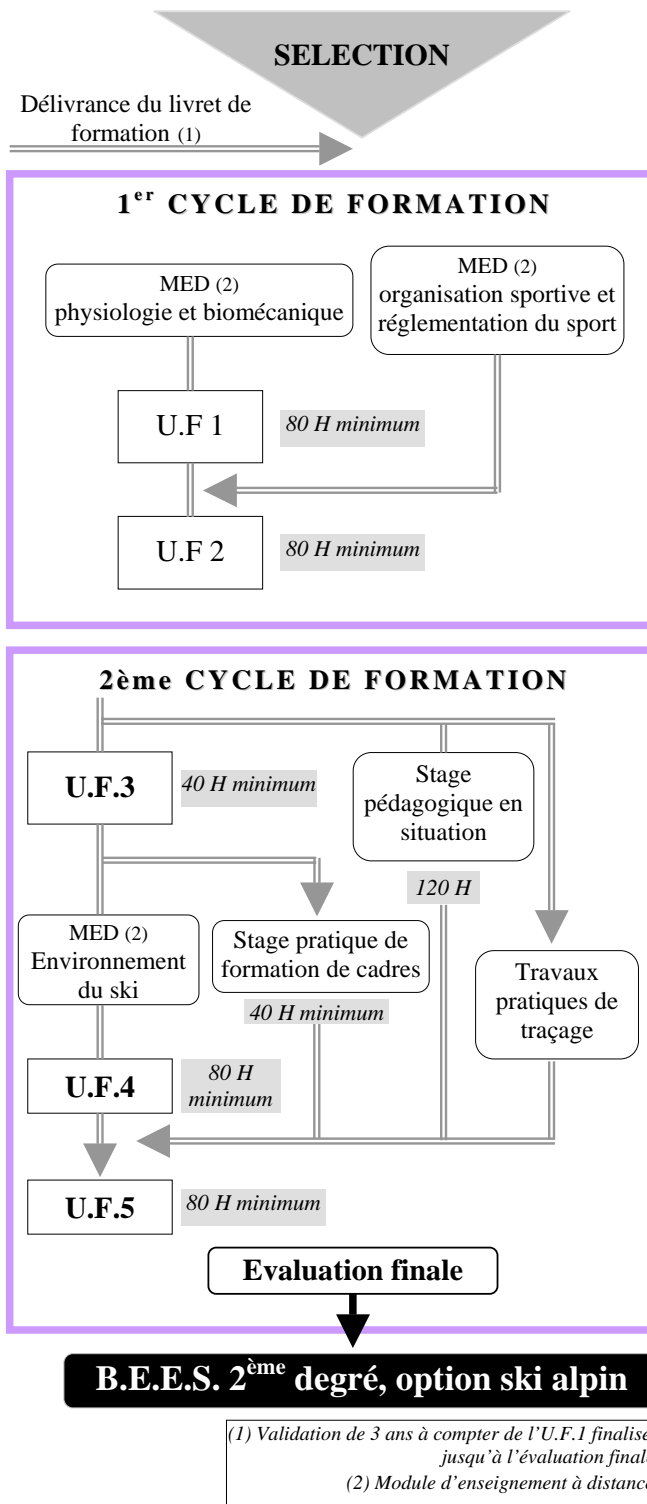 SELECTION
Délivrance du livret de
formation (1)
1er CYCLE DE FORMATION
MED (2)
physiologie et biomécanique
MED (2)
organisation sportive et
réglementation du sport
U.F 1
80 H minimum
U.F 2
80 H minimum
2ème CYCLE DE FORMATION
U.F.3
40 H minimum
Stage
pédagogique en
situation
120 H
MED (2)
Environnement
du ski
Stage pratique de
formation de cadres
40 H minimum
Travaux
pratiques de
traçage
U.F.4
80 H
minimum
U.F.5
80 H minimum
Evaluation finale
B.E.E.S. 2ème degré, option ski alpin
(1) Validation de 3 ans à compter de l'U.F.1 finalise
jusqu'à l'évaluation finale
(2) Module d'enseignement à distance